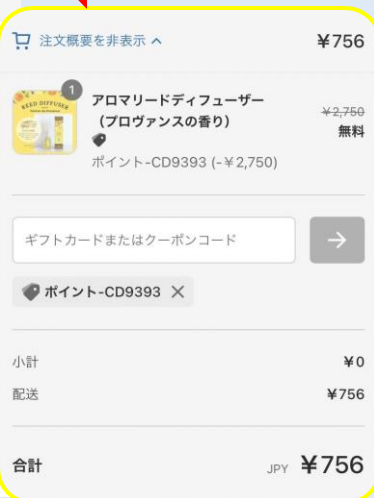 注文概要を非表示
¥756
1
REED DIFFUSER
アロマリードディフューザー
（プロヴァンスの香り）
¥2,750
無料
ポイント-CD9393 (-¥2,750)
ギフトカードまたはクーポンコード
ポイント-CD9393
小計 ¥0
配送 ¥756
合計 JPY ¥756